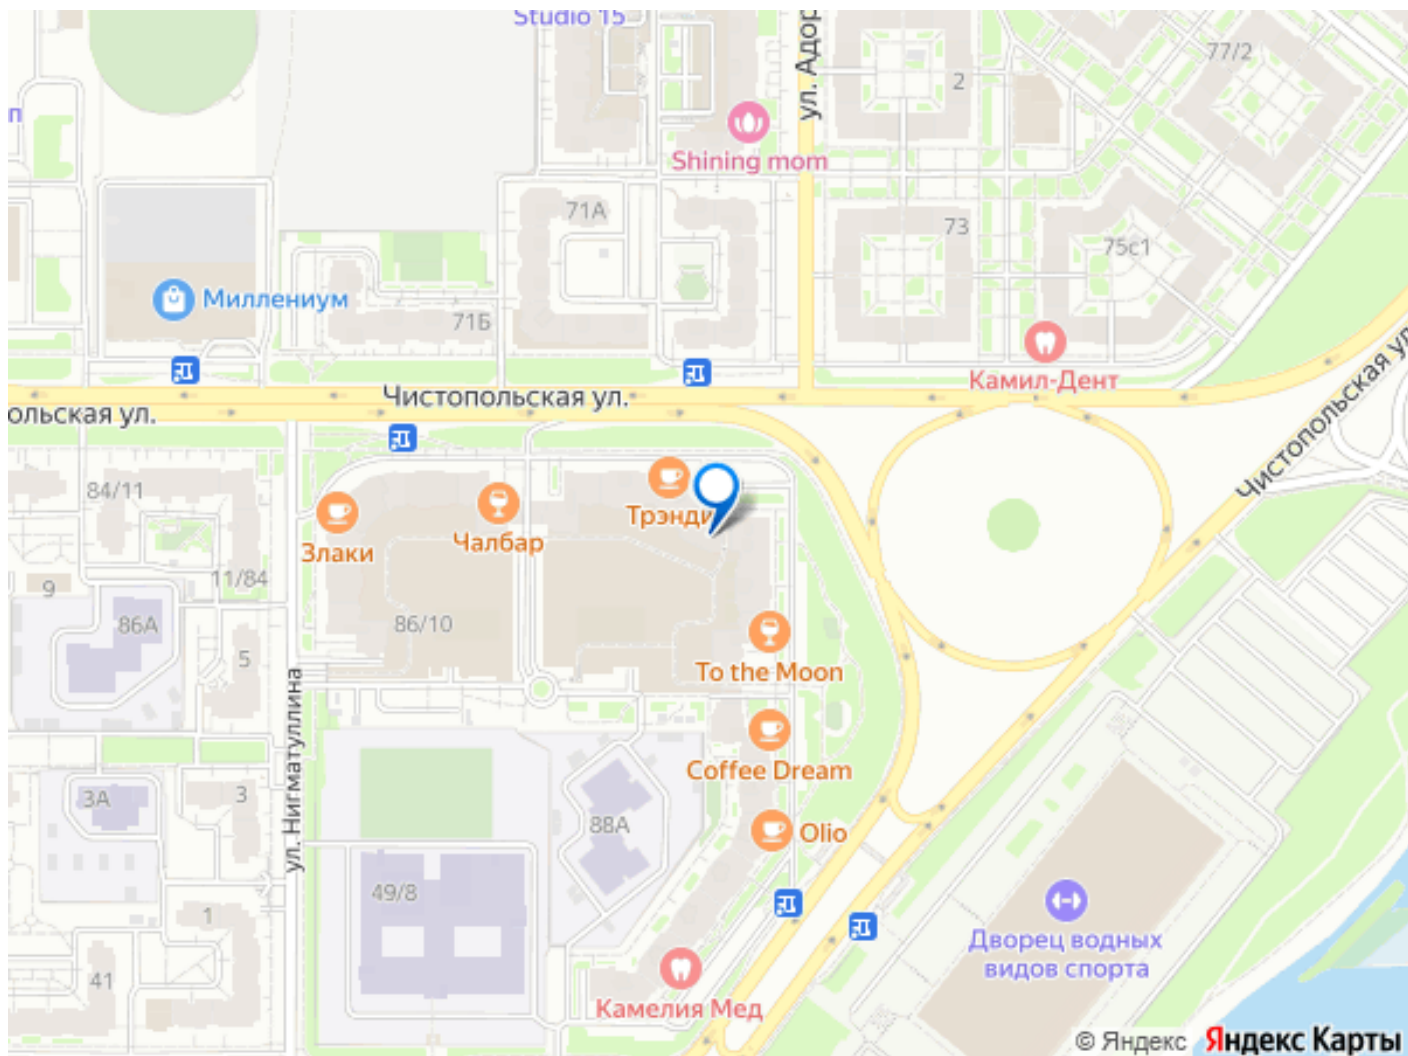 Studio 15
ул. Адор
77/2
2
п
Shining mom
71А
73
75с1
Миллениум
71Б
Камил-Дент
Чистопольская ул.
ольская ул.
Чистопольская ул.
84/11
Трэнди
Злаки
Чалбар
11/84
9
86А
86/10
5
To the Moon
ул. Нигматуллина
Coffee Dream
3А
3
88А
Olio
49/8
1
Дворец водных
видов спорта
41
Камелия Мед
© Яндекс Яндекс Карты